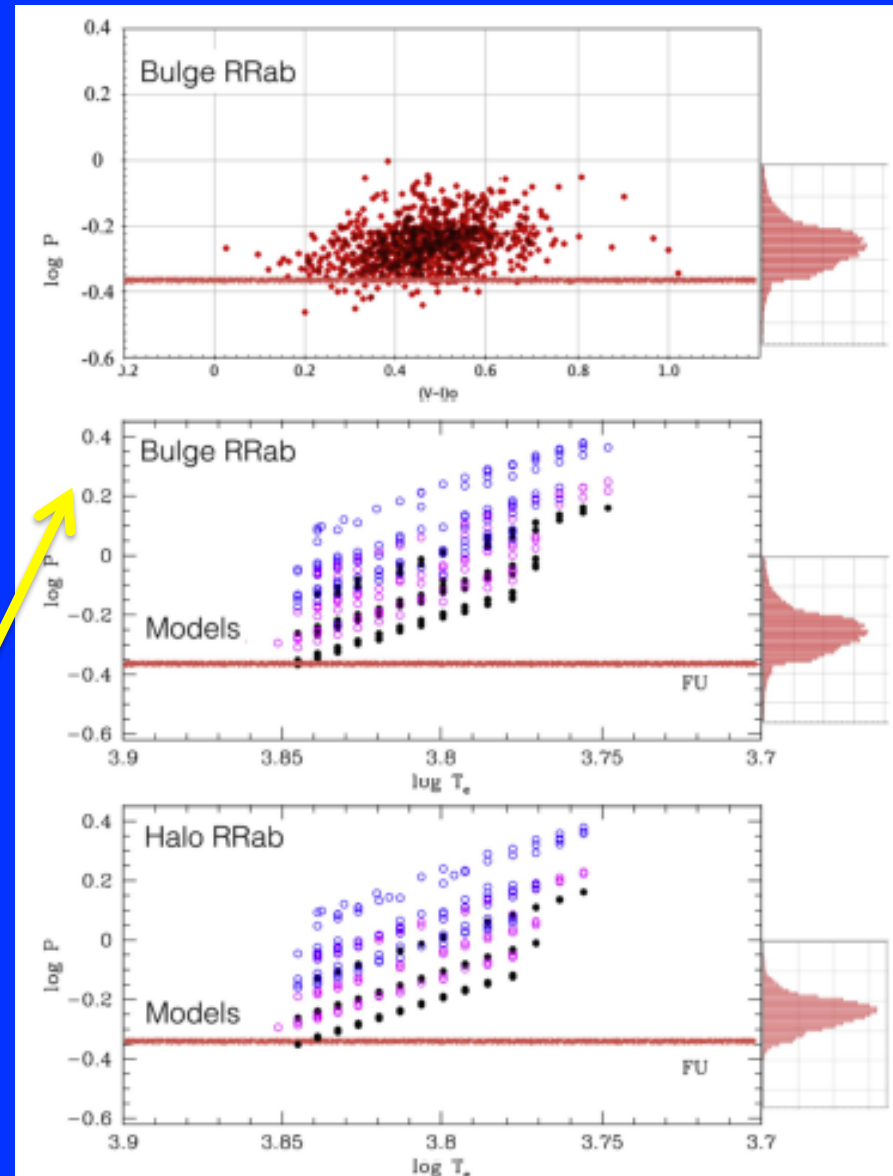 0.4
Bulge RRab
0.2
0
log P
-0.2
-0.4
-0.6
0.2 0 0.2 0.4 0.6 0.8 1.0
(V-I)o
0.4
Bulge RRab
0.2
0
log P
−0.2
Models
−0.4
FU
−0.6
3.9 3.85 3.8 3.75 3.7
log Tₑ
0.4
Halo RRab
0.2
0
log P
−0.2
Models
−0.4
FU
−0.6
3.9 3.85 3.8 3.75 3.7
log Tₑ